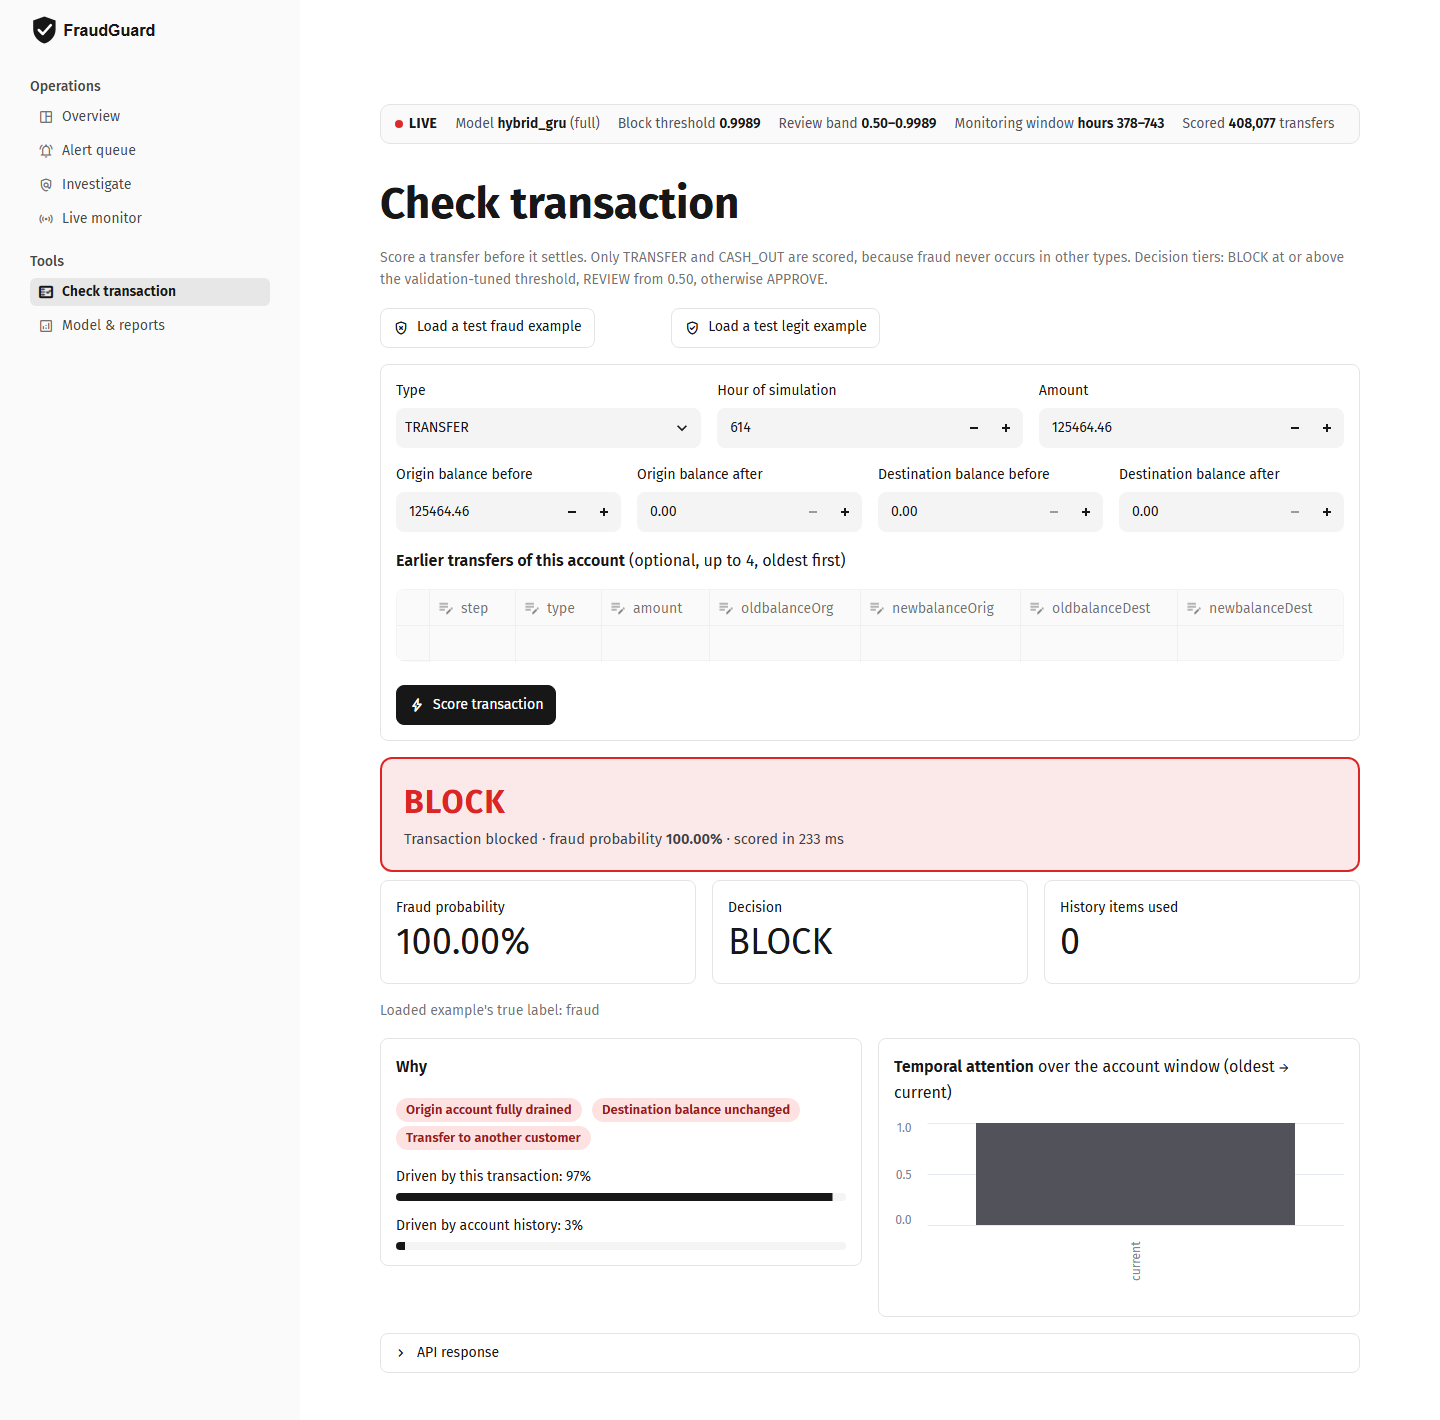 FraudGuard
Operations
Overview
Alert queue
Investigate
Live monitor
Tools
Check transaction
Model & reports
LIVE Model hybrid_gru (full) Block threshold 0.9989 Review band 0.50–0.9989 Monitoring window hours 378–743 Scored 408,077 transfers
Check transaction
Score a transfer before it settles. Only TRANSFER and CASH_OUT are scored, because fraud never occurs in other types. Decision tiers: BLOCK at or above
the validation-tuned threshold, REVIEW from 0.50, otherwise APPROVE.
Load a test fraud example Load a test legit example
Type Hour of simulation Amount
TRANSFER 614 125464.46
Origin balance before Origin balance after Destination balance before Destination balance after
125464.46 0.00 0.00 0.00
Earlier transfers of this account (optional, up to 4, oldest first)
step type amount oldbalanceOrg newbalanceOrig oldbalanceDest newbalanceDest
Score transaction
BLOCK
Transaction blocked · fraud probability 100.00% · scored in 233 ms
Fraud probability
100.00%
Decision
BLOCK
History items used
0
Loaded example's true label: fraud
Why
Origin account fully drained Destination balance unchanged
Transfer to another customer
Driven by this transaction: 97%
Driven by account history: 3%
Temporal attention over the account window (oldest →
current)
1.0
0.5
0.0
current
API response